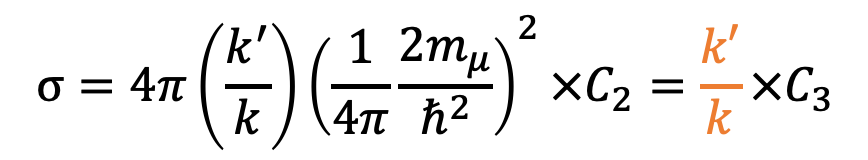 σ = 4π (k′/k) (1/4π 2m_μ/ħ²)² ×C₂ = k′/k ×C₃